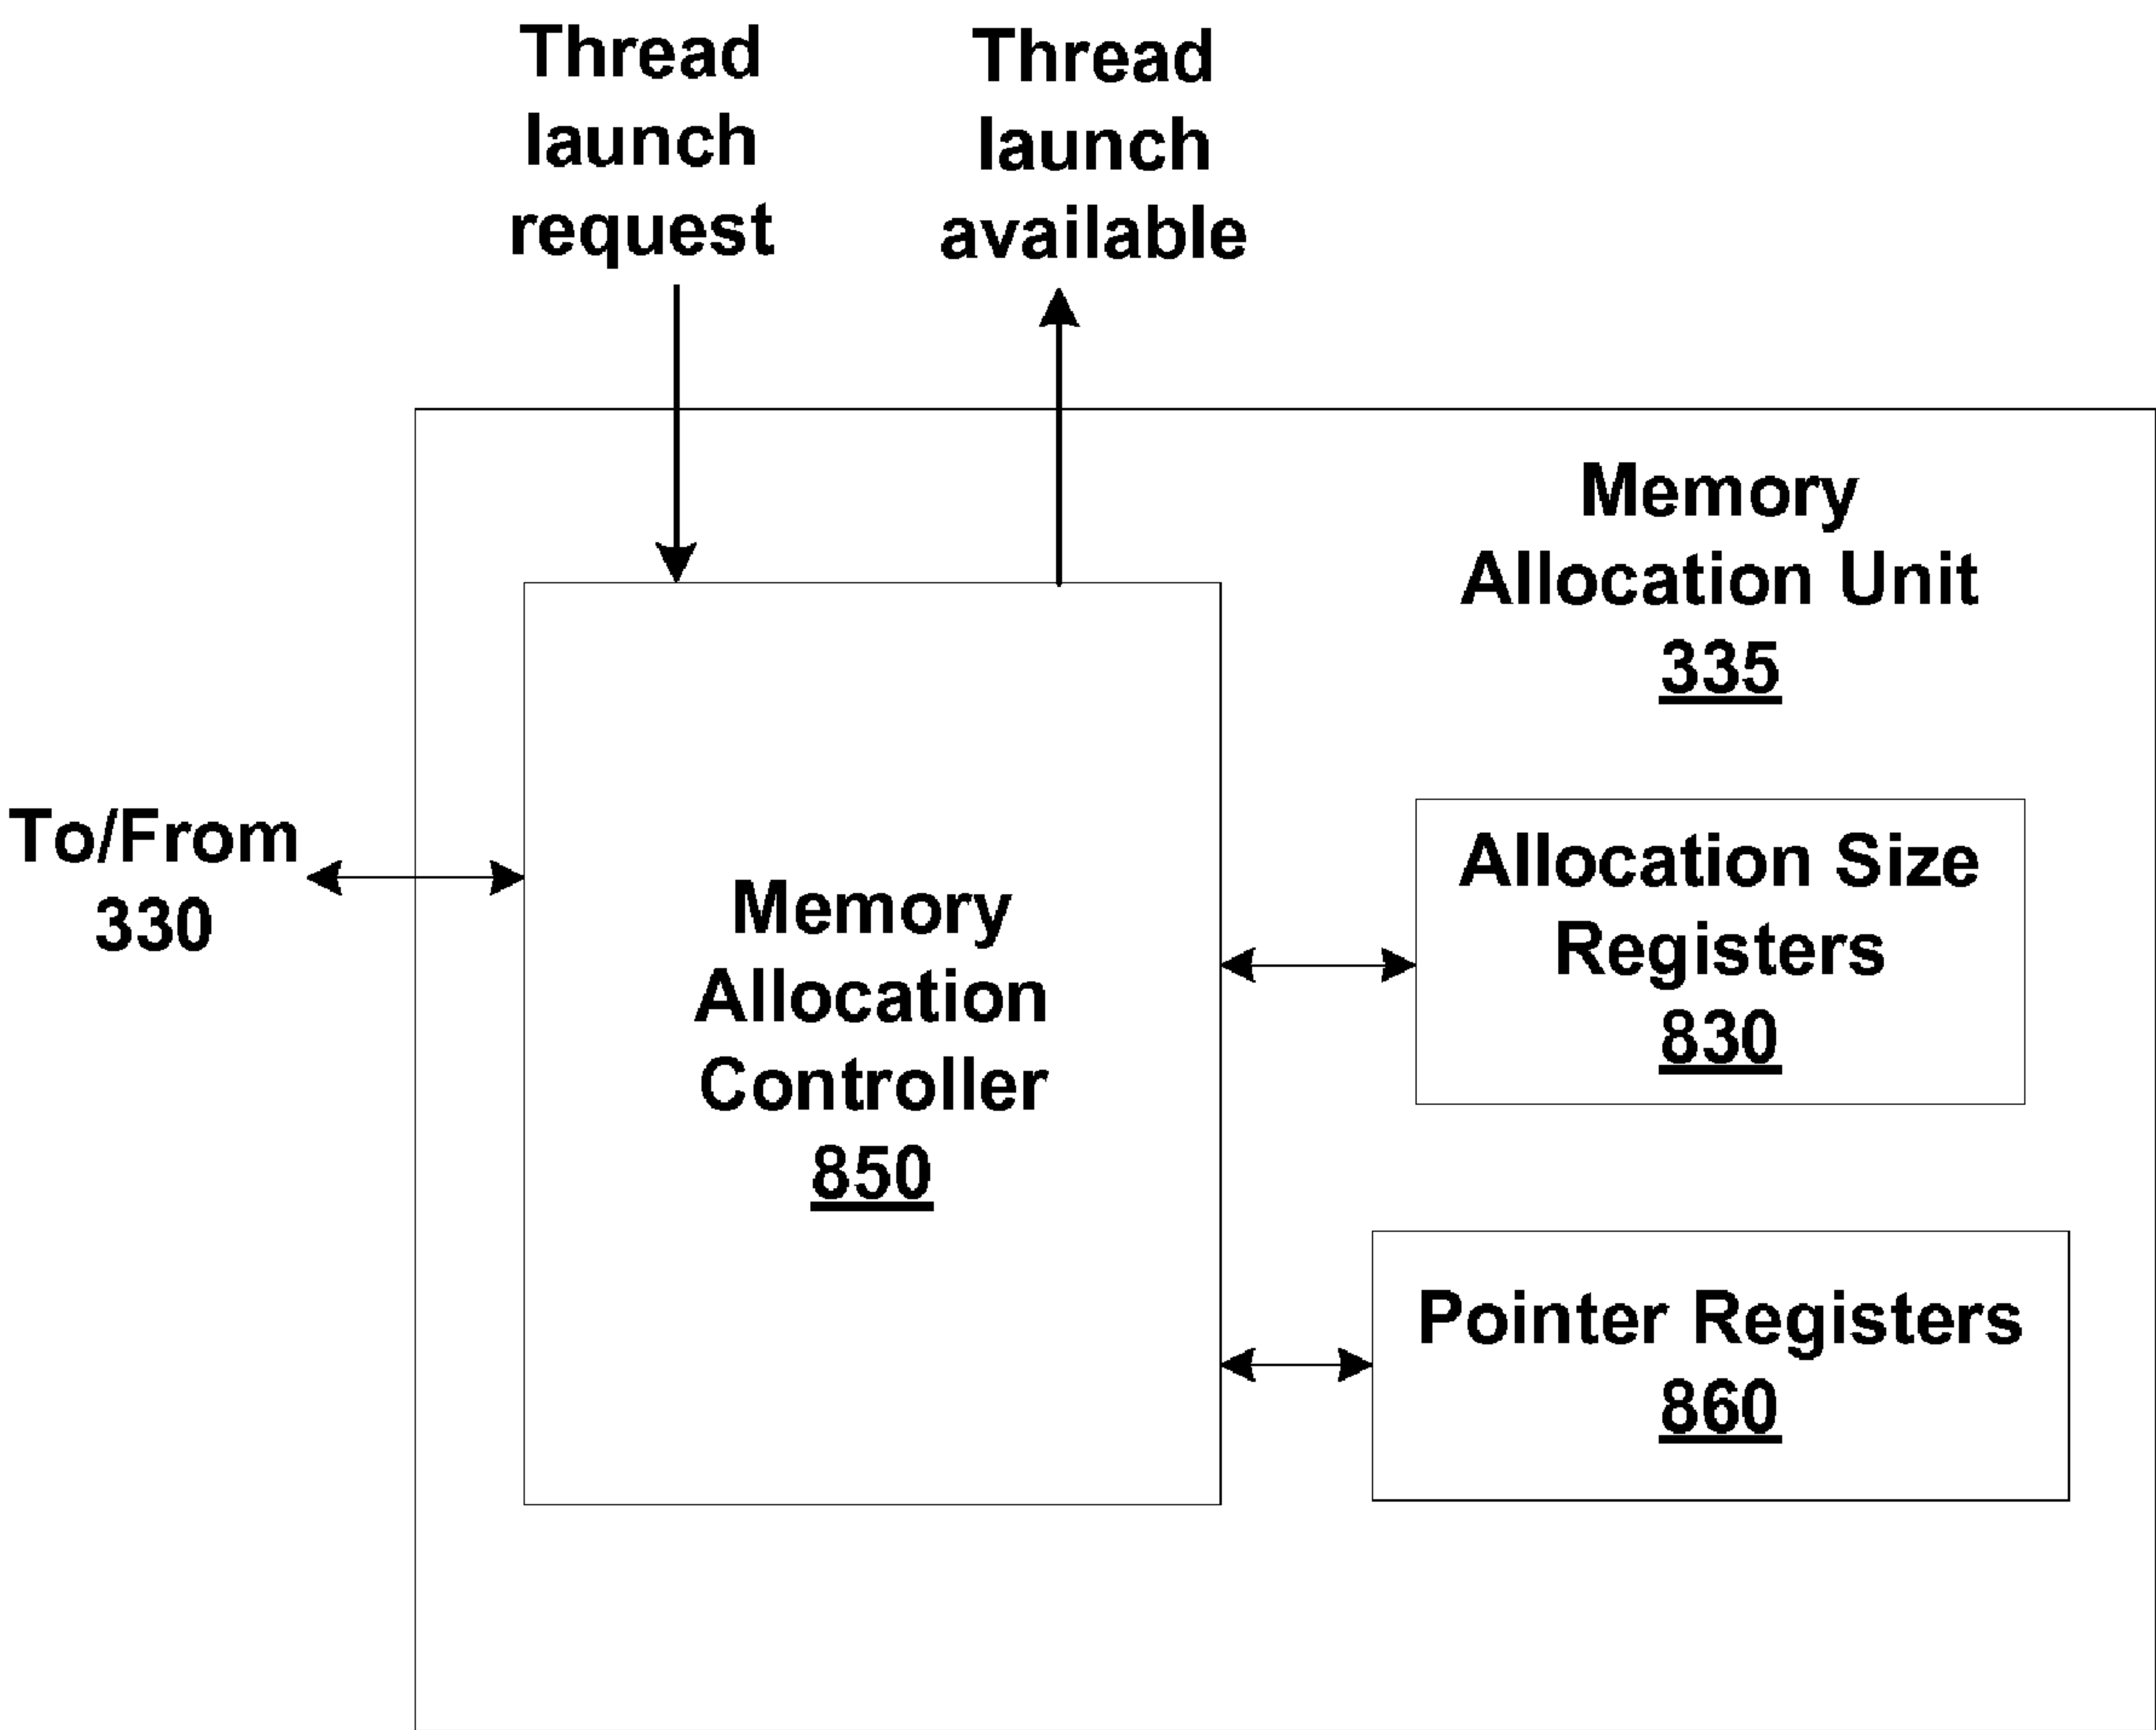 Thread
launch
request
Thread
launch
available
Memory
Allocation Unit
335
To/From
330
Memory
Allocation
Controller
850
Allocation Size
Registers
830
Pointer Registers
860